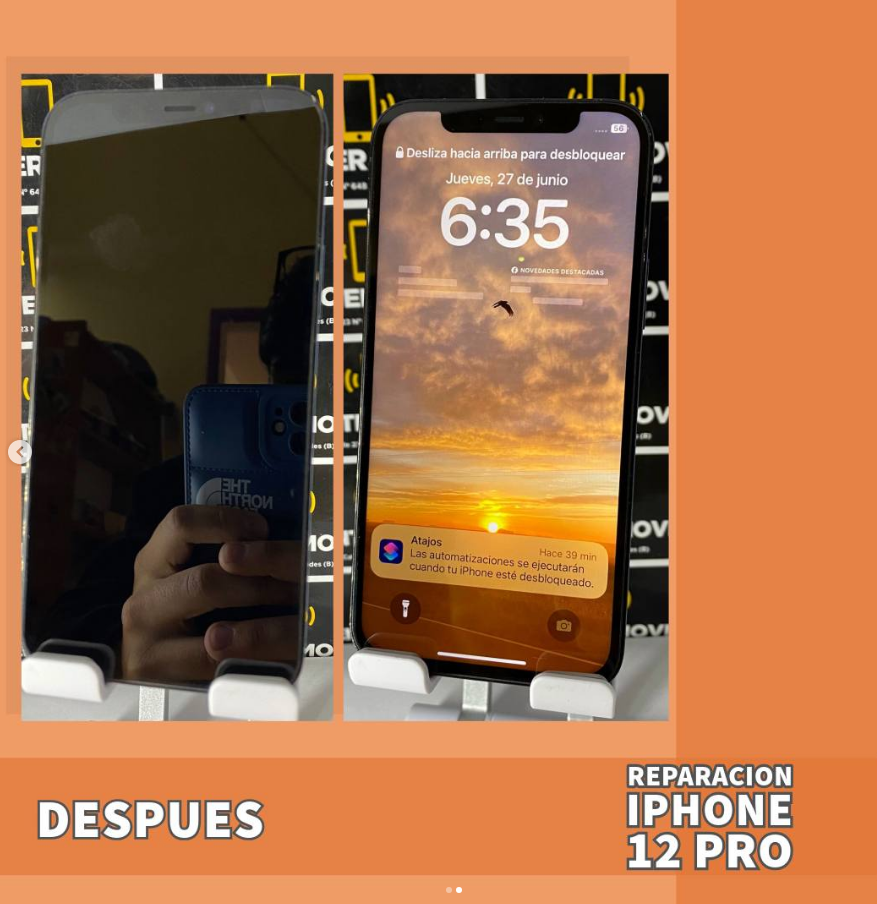 56
Desliza hacia arriba para desbloquear
Jueves, 27 de junio
6:35
NOVEDADES DESTACADAS
Atajos
Hace 39 min
Las automatizaciones se ejecutarán
cuando tu iPhone esté desbloqueado.
THE
NORTH
DESPUES
REPARACION
IPHONE
12 PRO